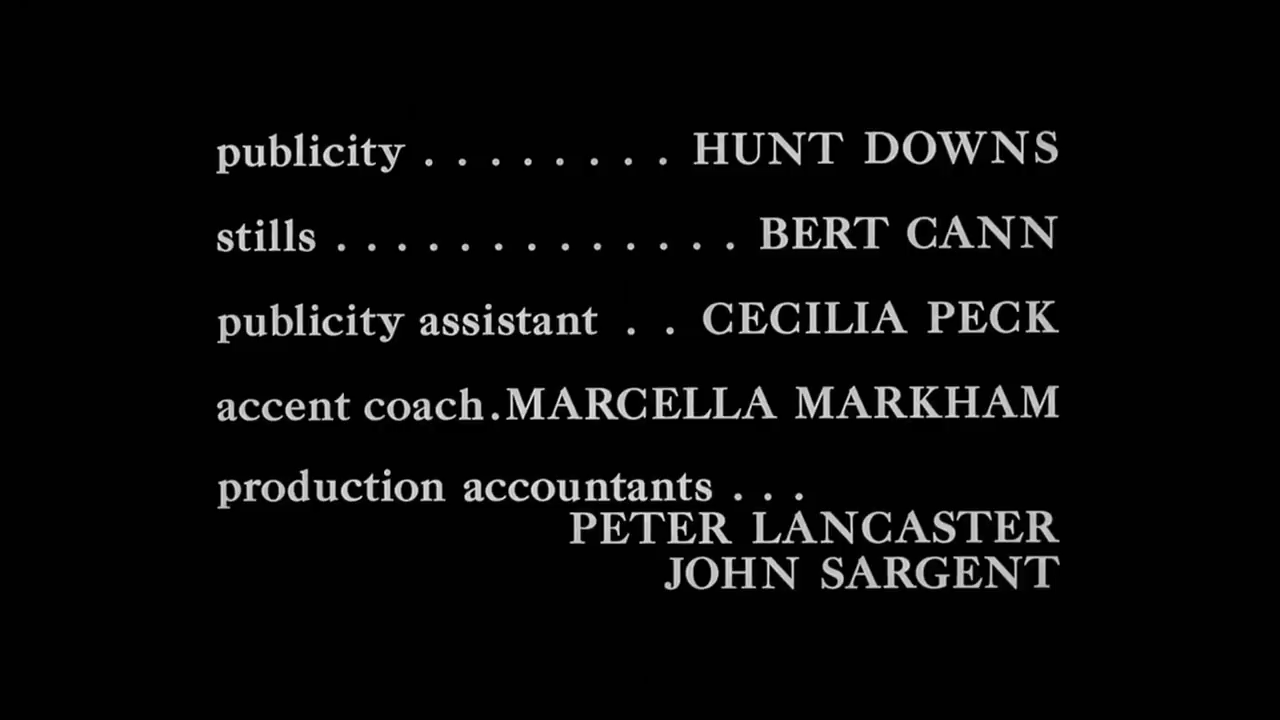 publicity . . . . . . . . HUNT DOWNS
stills . . . . . . . . . . . . . BERT CANN
publicity assistant . . CECILIA PECK
accent coach.MARCELLA MARKHAM
production accountants . . .
PETER LANCASTER
JOHN SARGENT